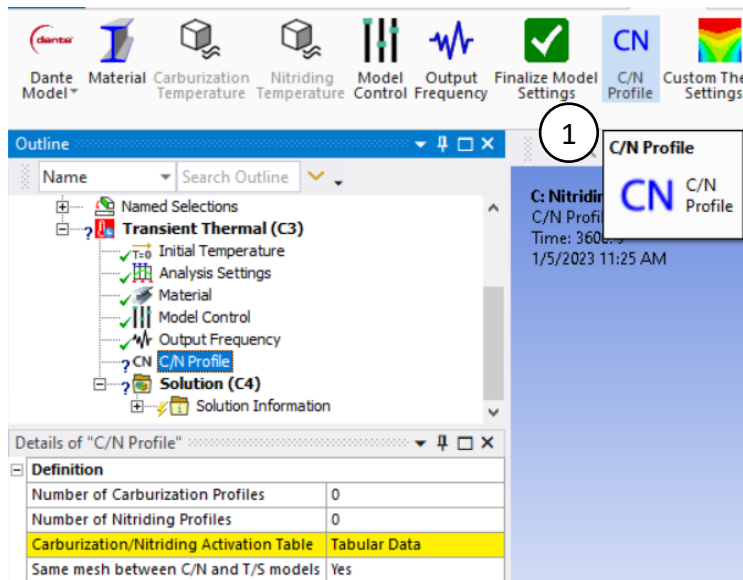 dante
CN
Dante Model
Material
Carburization Temperature
Nitriding Temperature
Model Control
Output Frequency
Finalize Model Settings
C/N Profile
Custom The
Settings
1
C/N Profile
CN C/N Profile
Outline
Name
Search Outline
Named Selections
Transient Thermal (C3)
T=0 Initial Temperature
Analysis Settings
Material
Model Control
Output Frequency
? CN C/N Profile
? Solution (C4)
Solution Information
C: Nitridin
C/N Profi
Time: 3600.
1/5/2023 11:25 AM
Details of "C/N Profile"
Definition
Number of Carburization Profiles 0
Number of Nitriding Profiles 0
Carburization/Nitriding Activation Table Tabular Data
Same mesh between C/N and T/S models Yes